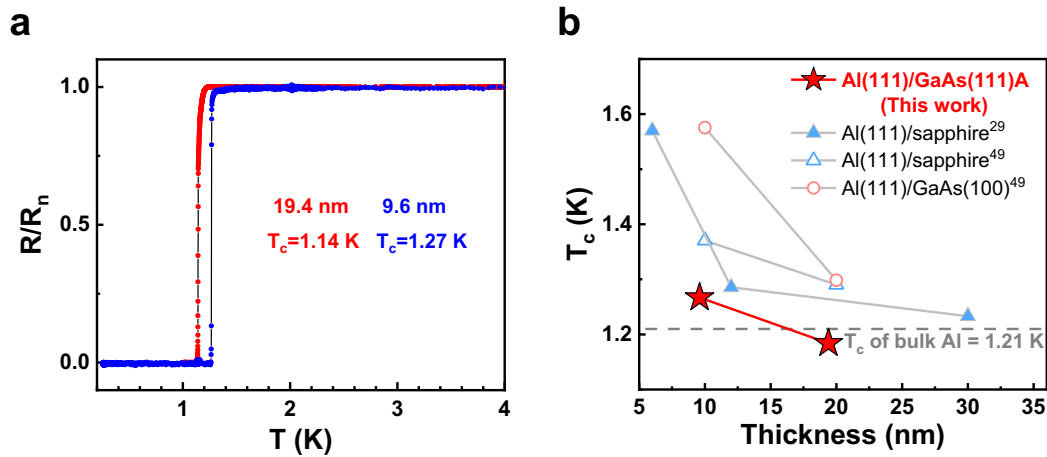 a
R/Rn
1.0
0.5
0.0
19.4 nm 9.6 nm
Tc=1.14 K Tc=1.27 K
1 2 3 4
T (K)
b
Tc (K)
1.6
1.4
1.2
Al(111)/GaAs(111)A
(This work)
Al(111)/sapphire29
Al(111)/sapphire49
Al(111)/GaAs(100)49
Tc of bulk Al = 1.21 K
5 10 15 20 25 30 35
Thickness (nm)